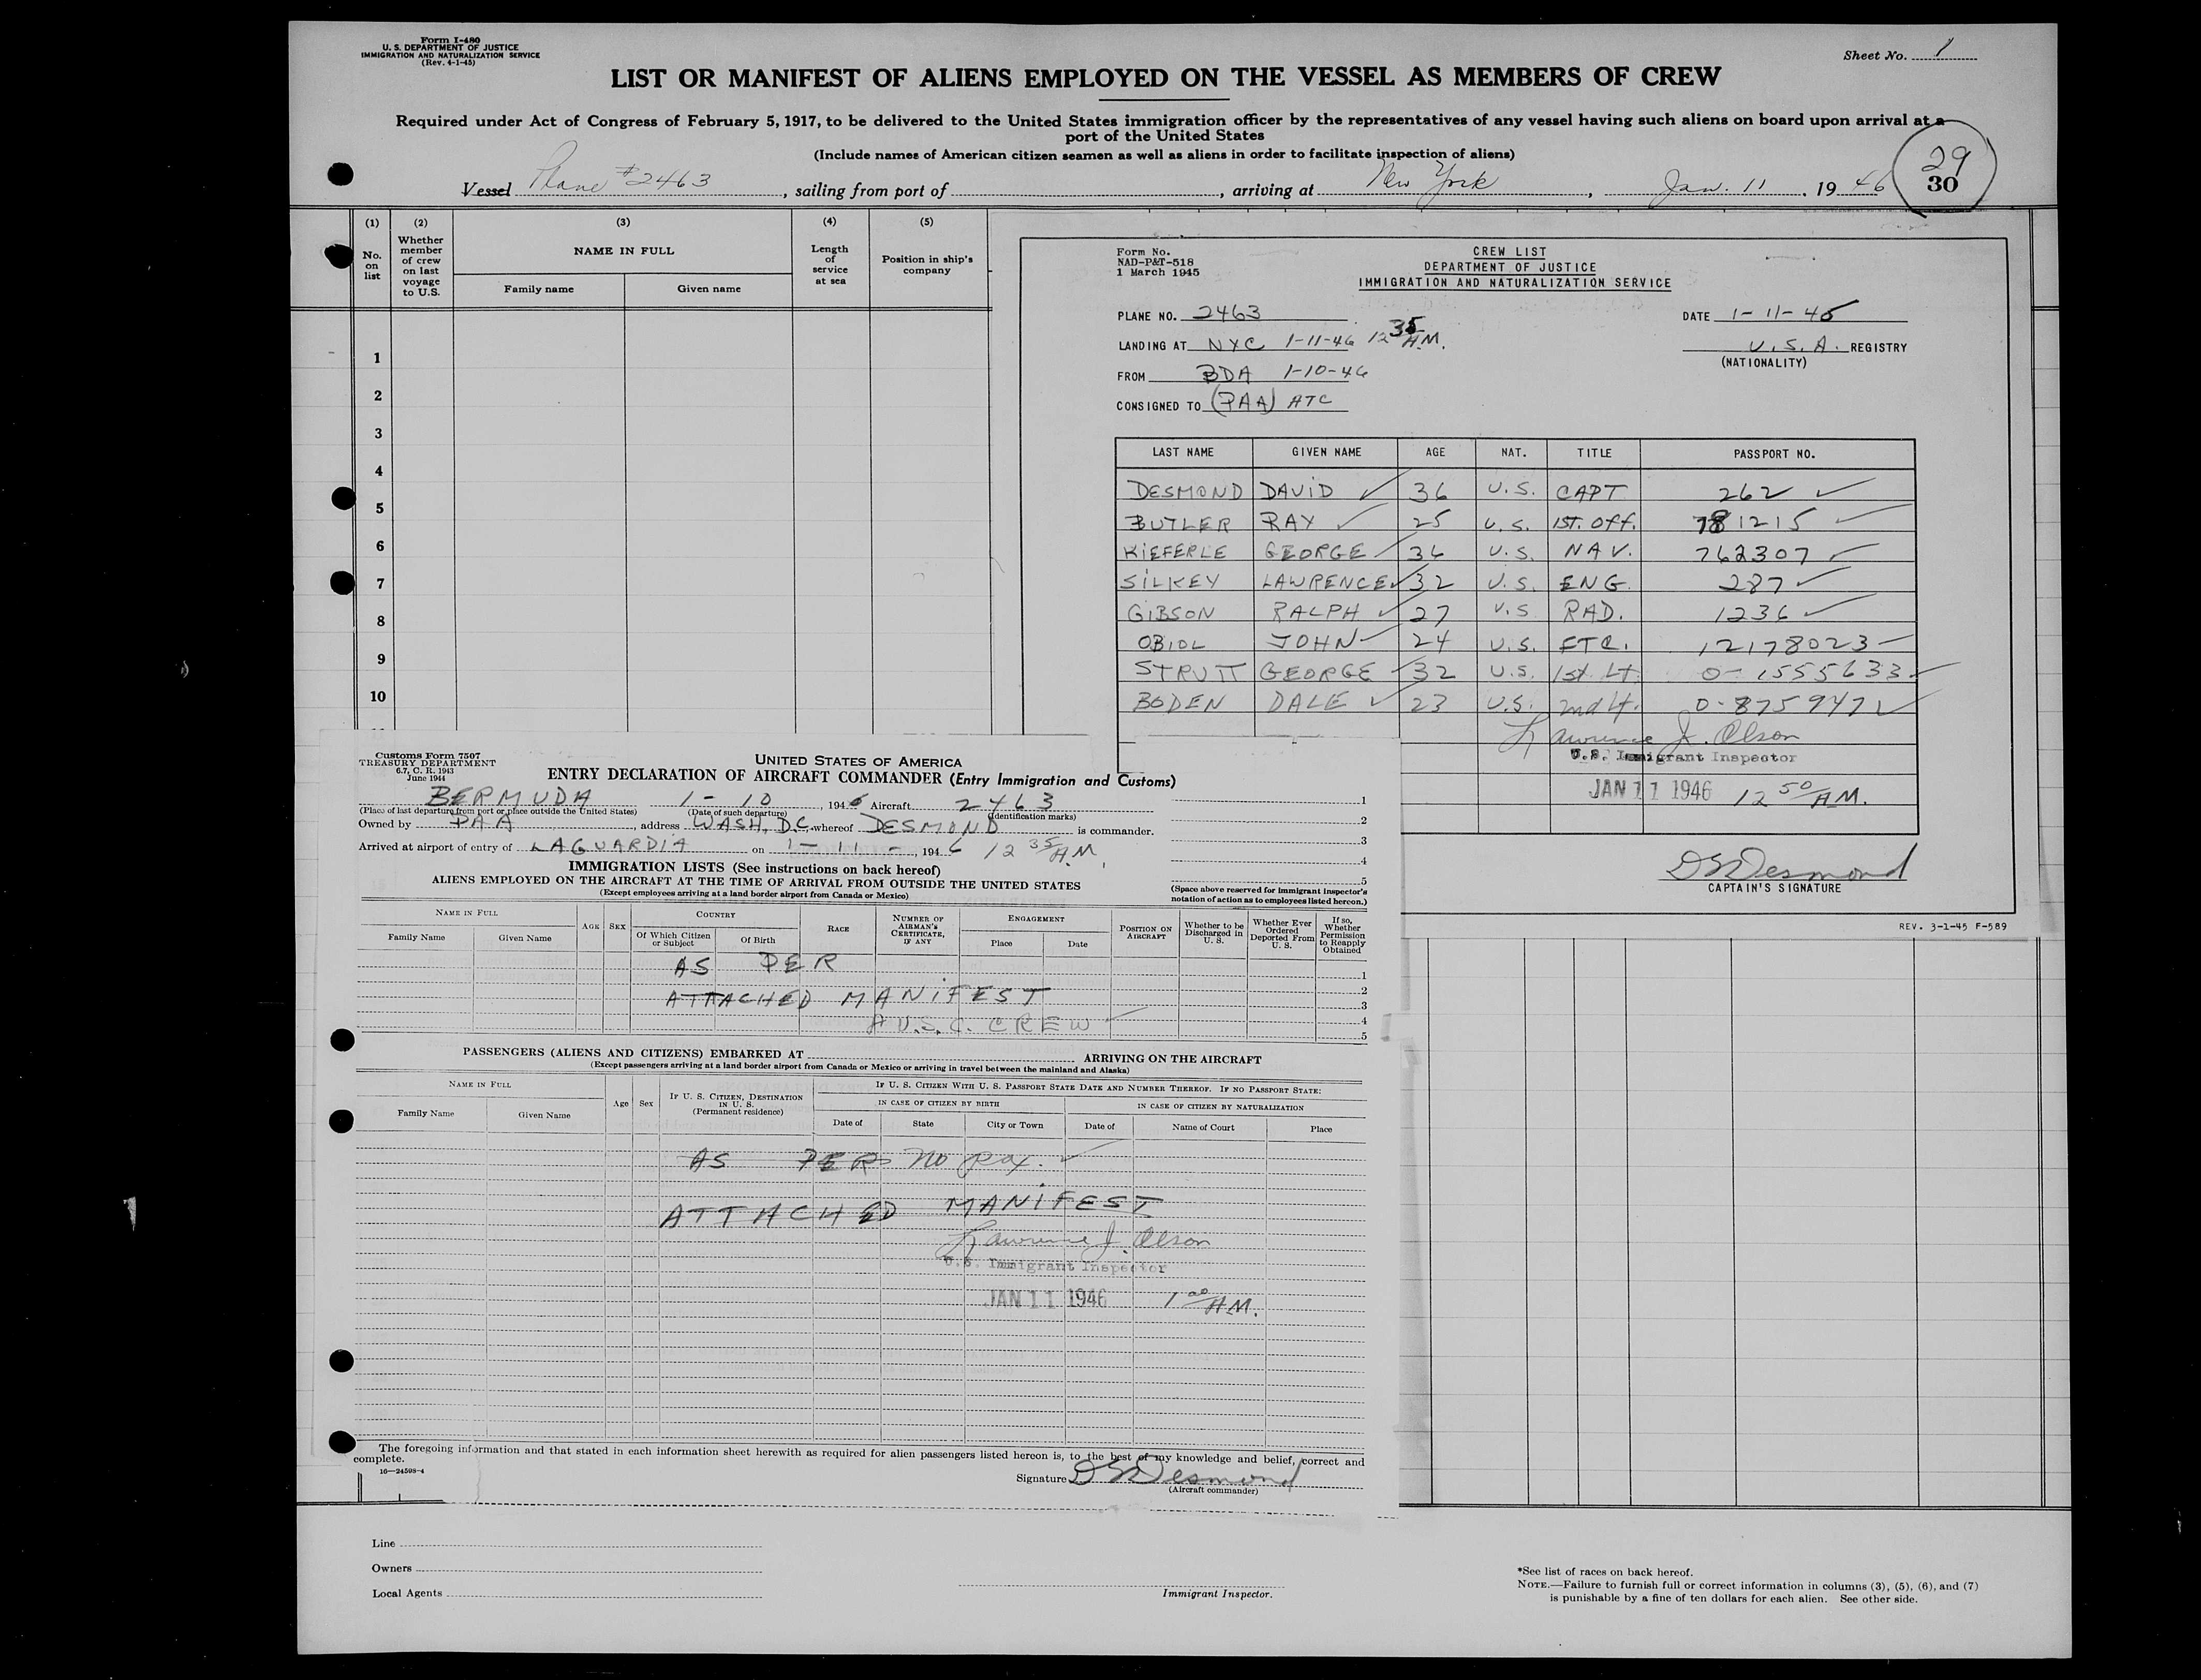 Form I-480
U. S. DEPARTMENT OF JUSTICE
IMMIGRATION AND NATURALIZATION SERVICE
(Rev. 4-1-45)
Sheet No. 1
LIST OR MANIFEST OF ALIENS EMPLOYED ON THE VESSEL AS MEMBERS OF CREW
Required under Act of Congress of February 5, 1917, to be delivered to the United States immigration officer by the representatives of any vessel having such aliens on board upon arrival at a
port of the United States
(Include names of American citizen seamen as well as aliens in order to facilitate inspection of aliens)
29
30
Vessel Plane #2463, sailing from port of , arriving at New York, Jan. 11, 1946
(1) (2) (3) (4) (5)
No. on list
Whether member of crew on last voyage to U.S.
NAME IN FULL
Family name Given name
Length of service at sea
Position in ship's company
1
2
3
4
5
6
7
8
9
10
Form No.
NAD-P&T-518
1 March 1945
CREW LIST
DEPARTMENT OF JUSTICE
IMMIGRATION AND NATURALIZATION SERVICE
PLANE NO. 2463
DATE 1-11-46
LANDING AT NYC 1-11-46 12 35 A.M.
U.S.A. REGISTRY
(NATIONALITY)
FROM BDA 1-10-46
CONSIGNED TO (PAA) ATC
LAST NAME GIVEN NAME AGE NAT. TITLE PASSPORT NO.
DESMOND DAVID 36 U.S. CAPT 262
BUTLER RAY 25 U.S. 1ST. Off. 781215
KIEFERLE GEORGE 36 U.S. NAV. 762307
SILKEY LAWRENCE 32 U.S. ENG. 287
GIBSON RALPH 27 U.S RAD. 1236
OBIOL JOHN 24 U.S. FTC. 12178023
STRUTT GEORGE 32 U.S. 1st Lt. 0-1555633
BODEN DALE 23 U.S. 2nd Lt. 0-875947
Lawrence J. Olson
U.S. Immigrant Inspector
JAN 11 1946 12 50 A.M.
D S Desmond
CAPTAIN'S SIGNATURE
REV. 3-1-45 F-589
Customs Form 7507
TREASURY DEPARTMENT
6.7, C. R. 1943
June 1944
UNITED STATES OF AMERICA
ENTRY DECLARATION OF AIRCRAFT COMMANDER (Entry Immigration and Customs)
BERMUDA 1-10, 1946 Aircraft 2463
(Place of last departure from port or place outside the United States) (Date of such departure) (Identification marks)
Owned by PAA, address WASH. D.C. whereof DESMOND is commander.
Arrived at airport of entry of LAGUARDIA on 1-11-, 1946 12 35 A.M.
1
2
3
4
5
(Space above reserved for immigrant inspector's notation of action as to employees listed hereon.)
IMMIGRATION LISTS (See instructions on back hereof)
ALIENS EMPLOYED ON THE AIRCRAFT AT THE TIME OF ARRIVAL FROM OUTSIDE THE UNITED STATES
(Except employees arriving at a land border airport from Canada or Mexico)
NAME IN FULL
Family Name Given Name
AGE SEX
COUNTRY
Of Which Citizen or Subject Of Birth
RACE
NUMBER OF AIRMAN'S CERTIFICATE, IF ANY
ENGAGEMENT
Place Date
POSITION ON AIRCRAFT
Whether to be Discharged in U. S.
Whether Ever Ordered Deported From U. S.
If so, Whether Permission to Reapply Obtained
AS PER
ATTACHED MANIFEST
A U.S.C. CREW
1
2
3
4
5
PASSENGERS (ALIENS AND CITIZENS) EMBARKED AT ARRIVING ON THE AIRCRAFT
(Except passengers arriving at a land border airport from Canada or Mexico or arriving in travel between the mainland and Alaska)
NAME IN FULL
Family Name Given Name
Age Sex
IF U. S. CITIZEN, DESTINATION IN U. S. (Permanent residence)
IF U. S. CITIZEN WITH U. S. PASSPORT STATE DATE AND NUMBER THEREOF. IF NO PASSPORT STATE:
IN CASE OF CITIZEN BY BIRTH IN CASE OF CITIZEN BY NATURALIZATION
Date of State City or Town Date of Name of Court Place
AS PER No pax.
ATTACHED MANIFEST
Lawrence J. Olson
U.S. Immigrant Inspector
JAN 11 1946 1 00 A.M.
The foregoing information and that stated in each information sheet herewith as required for alien passengers listed hereon is, to the best of my knowledge and belief, correct and
complete.
16—24598-4
Signature D S Desmond
(Aircraft commander)
Line
Owners
Local Agents
Immigrant Inspector.
*See list of races on back hereof.
NOTE.—Failure to furnish full or correct information in columns (3), (5), (6), and (7)
is punishable by a fine of ten dollars for each alien. See other side.